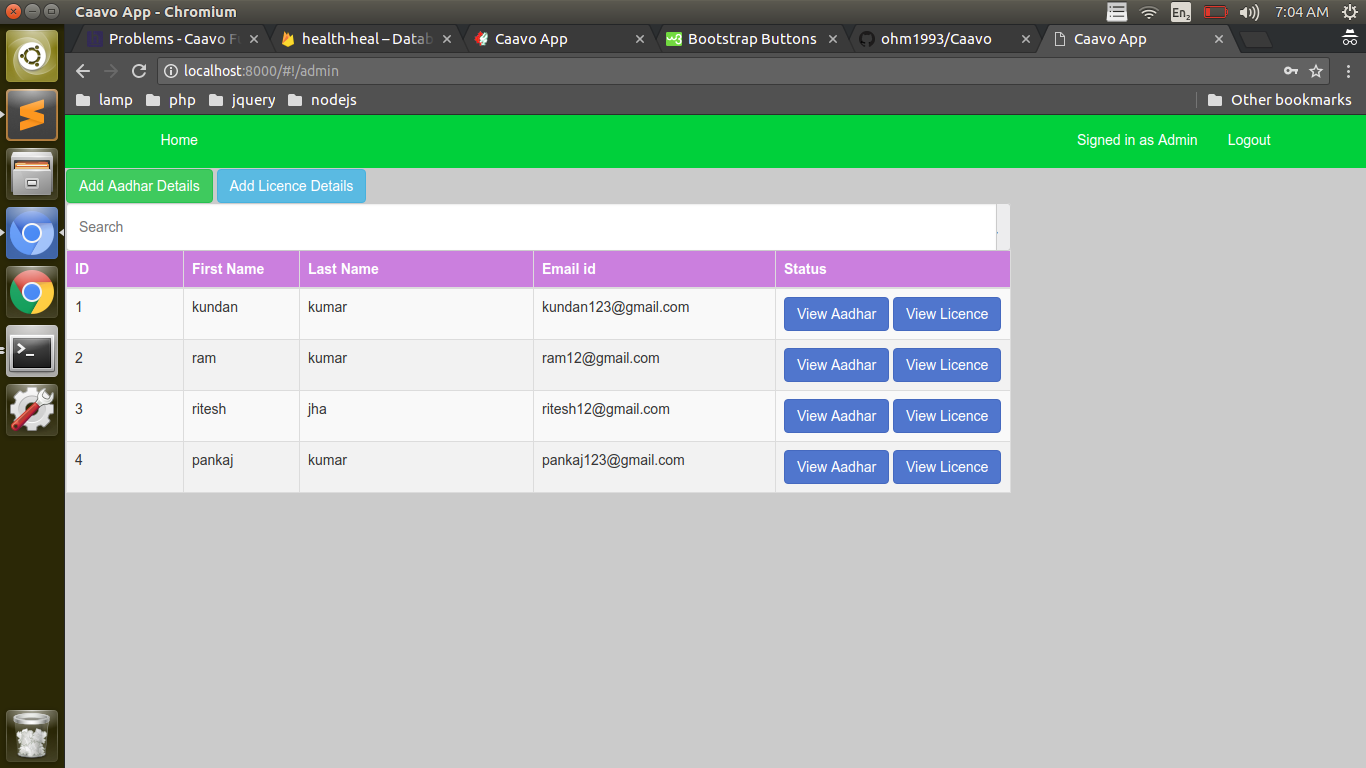 Caavo App - Chromium
En2 7:04 AM
Problems - Caavo F health-heal – Datab Caavo App Bootstrap Buttons ohm1993/Caavo Caavo App
localhost:8000/#!/admin
lamp php jquery nodejs Other bookmarks
Home Signed in as Admin Logout
Add Aadhar Details Add Licence Details
Search
ID First Name Last Name Email id Status
1 kundan kumar kundan123@gmail.com View Aadhar View Licence
2 ram kumar ram12@gmail.com View Aadhar View Licence
3 ritesh jha ritesh12@gmail.com View Aadhar View Licence
4 pankaj kumar pankaj123@gmail.com View Aadhar View Licence